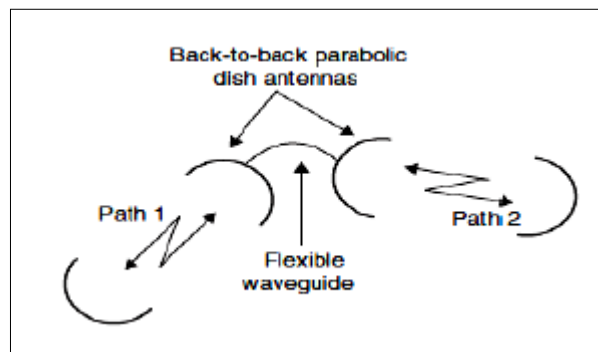 Back-to-back parabolic
dish antennas
Path 1
Path 2
Flexible
waveguide